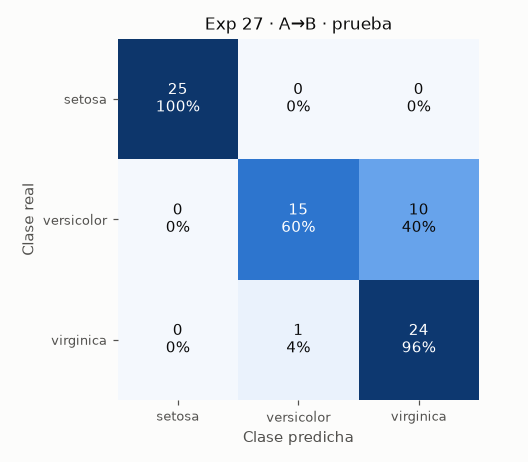 Exp 27 · A→B · prueba
setosa
25
100%
0
0%
0
0%
Clase real
versicolor
0
0%
15
60%
10
40%
virginica
0
0%
1
4%
24
96%
setosa
versicolor
virginica
Clase predicha